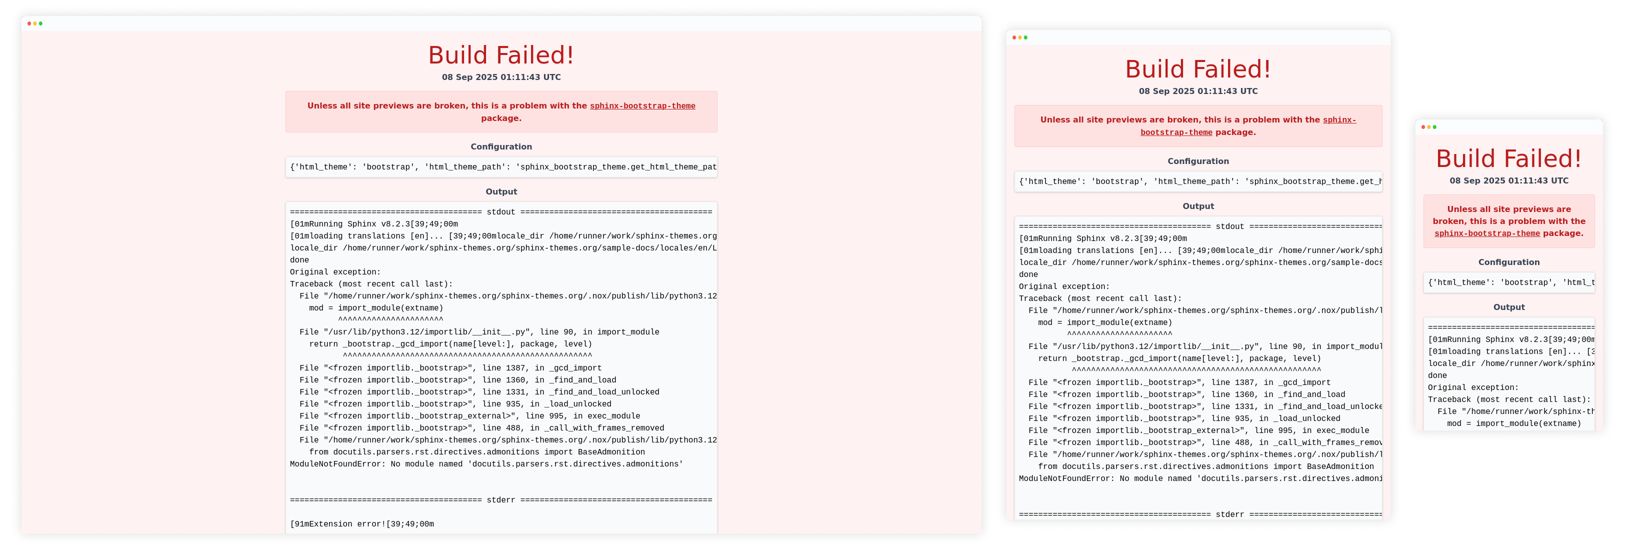 Build Failed!
08 Sep 2025 01:11:43 UTC
Unless all site previews are broken, this is a problem with the sphinx-bootstrap-theme
package.
Configuration
{'html_theme': 'bootstrap', 'html_theme_path': 'sphinx_bootstrap_theme.get_html_theme_pat
Output
======================================== stdout ========================================
[01mRunning Sphinx v8.2.3[39;49;00m
[01mloading translations [en]... [39;49;00mlocale_dir /home/runner/work/sphinx-themes.org
locale_dir /home/runner/work/sphinx-themes.org/sphinx-themes.org/sample-docs/locales/en/L
done
Original exception:
Traceback (most recent call last):
  File "/home/runner/work/sphinx-themes.org/sphinx-themes.org/.nox/publish/lib/python3.12
    mod = import_module(extname)
          ^^^^^^^^^^^^^^^^^^^^^^
  File "/usr/lib/python3.12/importlib/__init__.py", line 90, in import_module
    return _bootstrap._gcd_import(name[level:], package, level)
           ^^^^^^^^^^^^^^^^^^^^^^^^^^^^^^^^^^^^^^^^^^^^^^^^^^^^
  File "<frozen importlib._bootstrap>", line 1387, in _gcd_import
  File "<frozen importlib._bootstrap>", line 1360, in _find_and_load
  File "<frozen importlib._bootstrap>", line 1331, in _find_and_load_unlocked
  File "<frozen importlib._bootstrap>", line 935, in _load_unlocked
  File "<frozen importlib._bootstrap_external>", line 995, in exec_module
  File "<frozen importlib._bootstrap>", line 488, in _call_with_frames_removed
  File "/home/runner/work/sphinx-themes.org/sphinx-themes.org/.nox/publish/lib/python3.12
    from docutils.parsers.rst.directives.admonitions import BaseAdmonition
ModuleNotFoundError: No module named 'docutils.parsers.rst.directives.admonitions'
======================================== stderr ========================================
[91mExtension error![39;49;00m
Build Failed!
08 Sep 2025 01:11:43 UTC
Unless all site previews are broken, this is a problem with the sphinx-
bootstrap-theme package.
Configuration
{'html_theme': 'bootstrap', 'html_theme_path': 'sphinx_bootstrap_theme.get_h
Output
======================================== stdout ==================================
[01mRunning Sphinx v8.2.3[39;49;00m
[01mloading translations [en]... [39;49;00mlocale_dir /home/runner/work/sphi
locale_dir /home/runner/work/sphinx-themes.org/sphinx-themes.org/sample-docs
done
Original exception:
Traceback (most recent call last):
  File "/home/runner/work/sphinx-themes.org/sphinx-themes.org/.nox/publish/l
    mod = import_module(extname)
          ^^^^^^^^^^^^^^^^^^^^^^
  File "/usr/lib/python3.12/importlib/__init__.py", line 90, in import_modul
    return _bootstrap._gcd_import(name[level:], package, level)
           ^^^^^^^^^^^^^^^^^^^^^^^^^^^^^^^^^^^^^^^^^^^^^^^^^^^^
  File "<frozen importlib._bootstrap>", line 1387, in _gcd_import
  File "<frozen importlib._bootstrap>", line 1360, in _find_and_load
  File "<frozen importlib._bootstrap>", line 1331, in _find_and_load_unlocke
  File "<frozen importlib._bootstrap>", line 935, in _load_unlocked
  File "<frozen importlib._bootstrap_external>", line 995, in exec_module
  File "<frozen importlib._bootstrap>", line 488, in _call_with_frames_remov
  File "/home/runner/work/sphinx-themes.org/sphinx-themes.org/.nox/publish/l
    from docutils.parsers.rst.directives.admonitions import BaseAdmonition
ModuleNotFoundError: No module named 'docutils.parsers.rst.directives.admoni
======================================== stderr ==================================
Build Failed!
08 Sep 2025 01:11:43 UTC
Unless all site previews are
broken, this is a problem with the
sphinx-bootstrap-theme package.
Configuration
{'html_theme': 'bootstrap', 'html_t
Output
===================================
[01mRunning Sphinx v8.2.3[39;49;00m
[01mloading translations [en]... [3
locale_dir /home/runner/work/sphinx
done
Original exception:
Traceback (most recent call last):
  File "/home/runner/work/sphinx-th
    mod = import_module(extname)